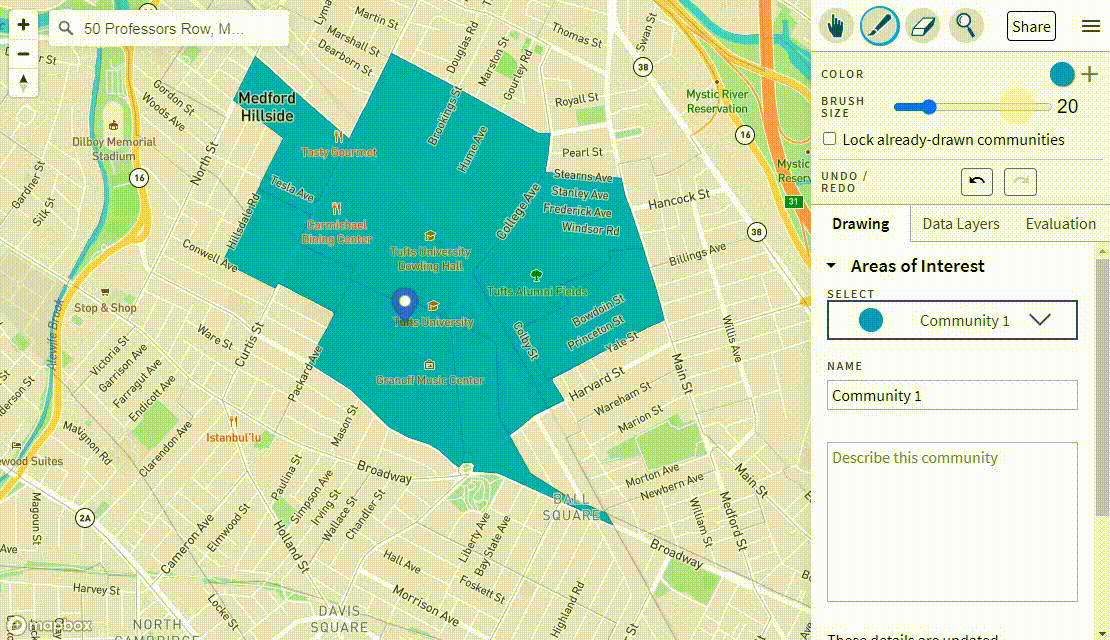 50 Professors Row, M...
Share
COLOR
BRUSH
SIZE
20
Lock already-drawn communities
UNDO /
REDO
Drawing
Data Layers
Evaluation
Areas of Interest
SELECT
Community 1
NAME
Community 1
Describe this community
These details are updated
Martin St
Marshall St
Dearborn St
Douglas Rd
Marston St
Gourley Rd
Thomas St
Swan St
38
Mystic River
Reservation
Medford
Hillside
Gordon St
Woods Ave
Dilboy Memorial
Stadium
Royall St
16
Brookings St
Hume Ave
Tasty Gourmet
Pearl St
North St
16
Gardner St
Silk St
Tesla Ave
Stearns Ave
Stanley Ave
Frederick Ave
Windsor Rd
Hancock St
31
Hillsdale Rd
Carmichael
Dining Center
College Ave
38
Conwell Ave
Tufts University
Dowling Hall
Billings Ave
Tufts Alumni Fields
Stop & Shop
Alewife Brook
Tufts University
Bowdoin St
Princeton St
Yale St
Colby St
Willis Ave
Ware St
Curtis St
Victoria St
Garrison Ave
Farragut Ave
Endicott Ave
Packard Ave
Granoff Music Center
Harvard St
Main St
Wareham St
Marion St
Mason St
Istanbul'lu
Magnon Rd
Clarendon Ave
Broadway
Paulina St
Simpson Ave
Irving St
Wallace St
Chandler St
Morton Ave
Newbern Ave
Main St
BALL
SQUARE
William St
Medford St
Magoun St
2A
Cameron Ave
Elmwood St
Holland St
Liberty Ave
Bay State Ave
Broadway
Hall Ave
Foskett St
Harvey St
Locke St
Morrison Ave
Highland Rd
DAVIS
SQUARE
NORTH
CAMBRIDGE
mapbox